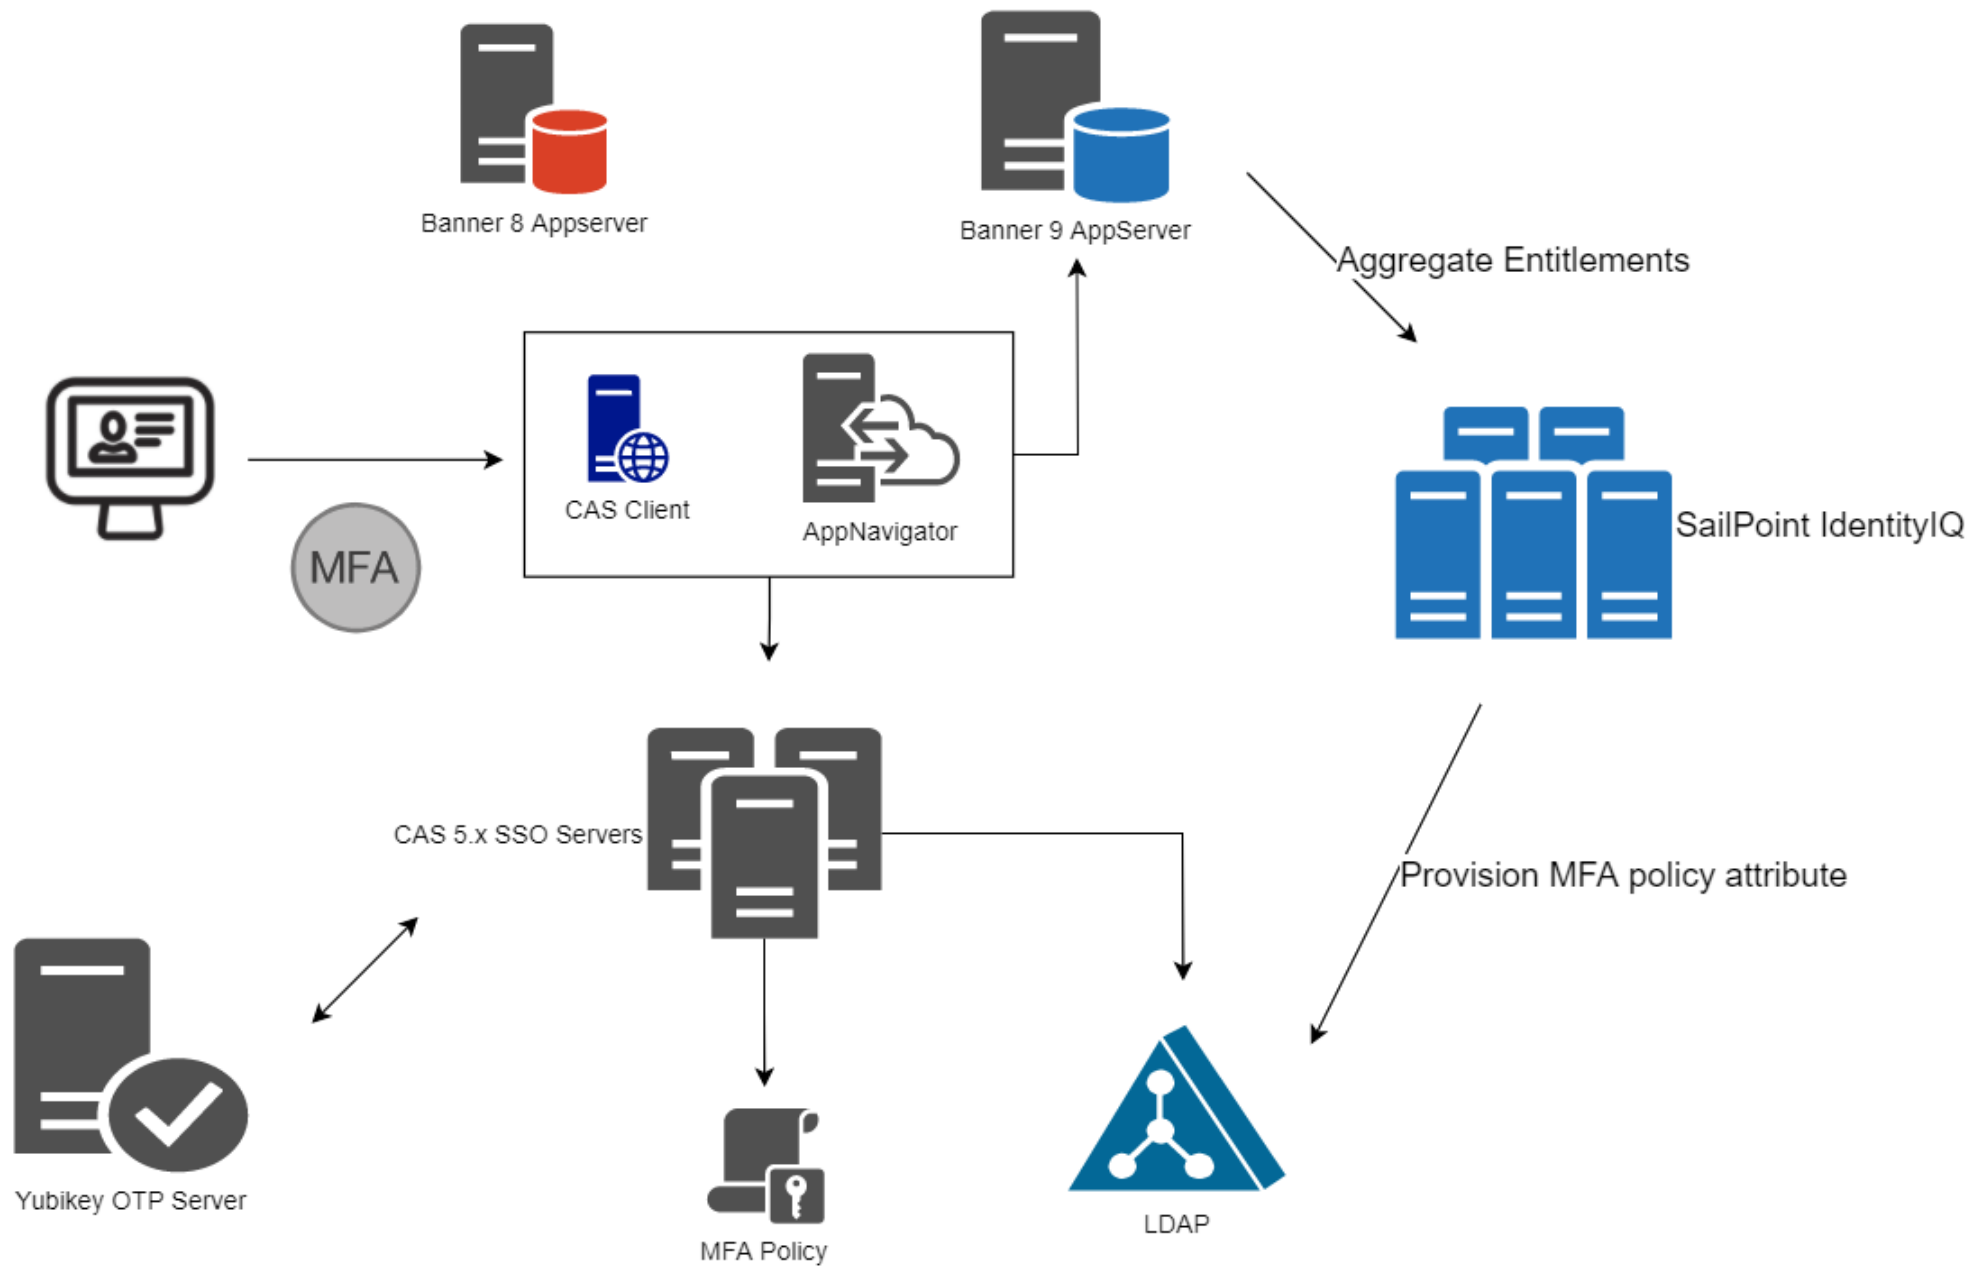 Banner 8 Appserver
Banner 9 AppServer
Aggregate Entitlements
CAS Client
AppNavigator
MFA
SailPoint IdentityIQ
CAS 5.x SSO Servers
Provision MFA policy attribute
Yubikey OTP Server
MFA Policy
LDAP